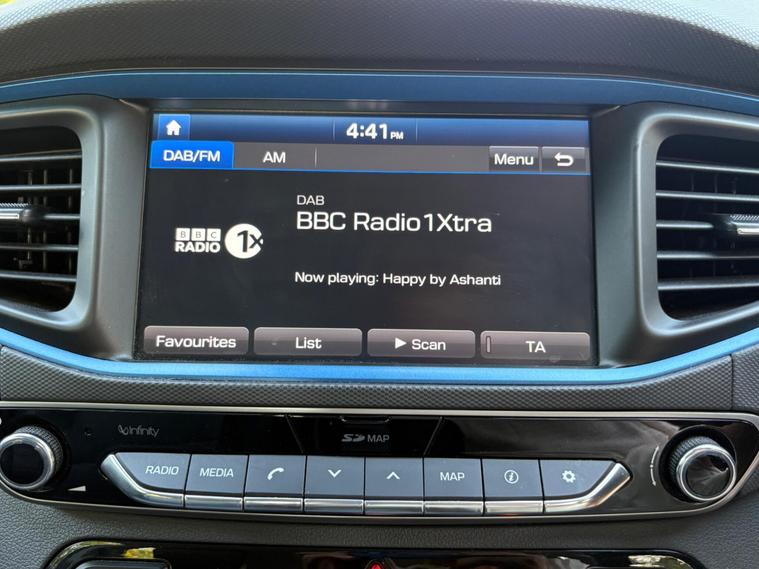 4:41 PM
DAB/FM AM Menu
DAB
BBC Radio 1Xtra
BBC
RADIO 1X
Now playing: Happy by Ashanti
Favourites List Scan TA
infinity
SD MAP
RADIO MEDIA MAP